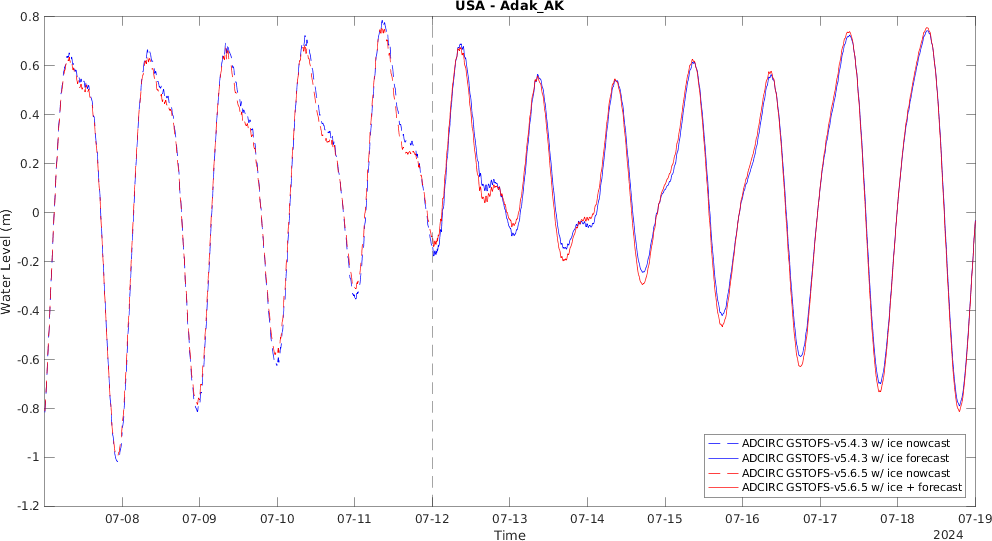 USA - Adak_AK
0.8
0.6
0.4
0.2
0
-0.2
-0.4
-0.6
-0.8
-1
-1.2
Water Level (m)
ADCIRC GSTOFS-v5.4.3 w/ ice nowcast
ADCIRC GSTOFS-v5.4.3 w/ ice forecast
ADCIRC GSTOFS-v5.6.5 w/ ice nowcast
ADCIRC GSTOFS-v5.6.5 w/ ice + forecast
07-08 07-09 07-10 07-11 07-12 07-13 07-14 07-15 07-16 07-17 07-18 07-19
Time
2024